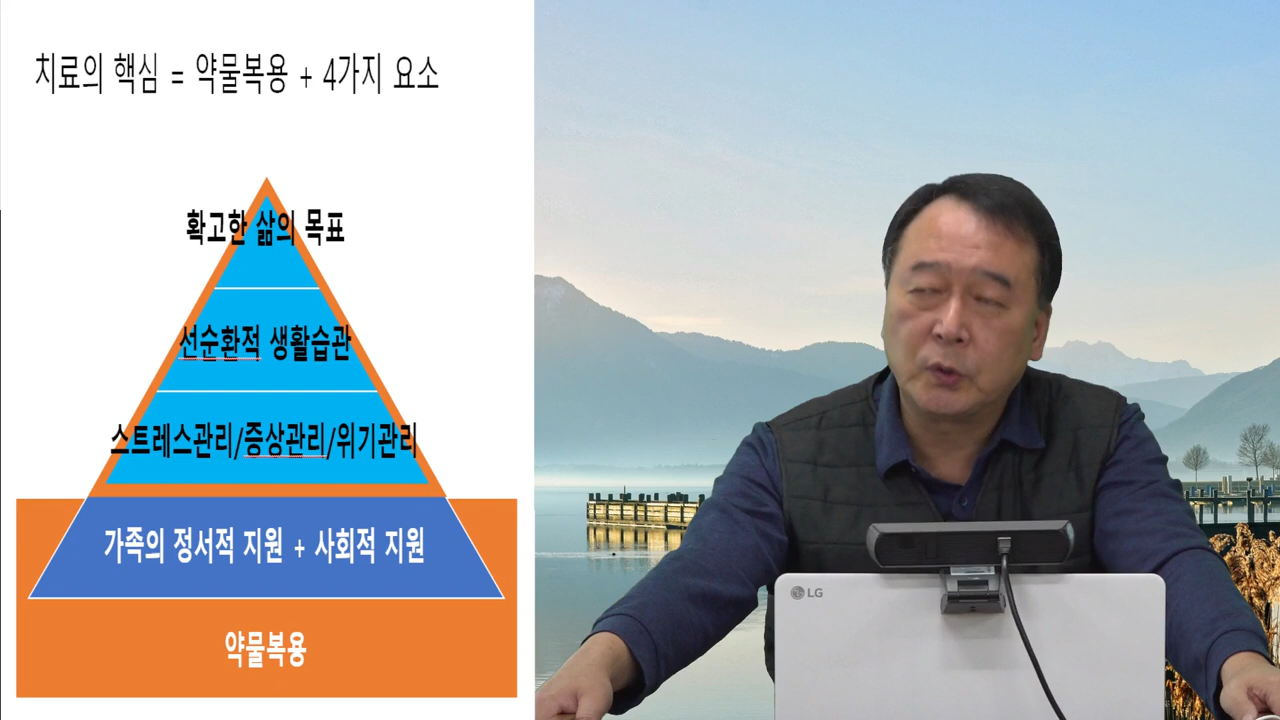 치료의 핵심 = 약물복용 + 4가지 요소
확고한 삶의 목표
선순환적 생활습관
스트레스관리/증상관리/위기관리
가족의 정서적 지원 + 사회적 지원
약물복용
LG